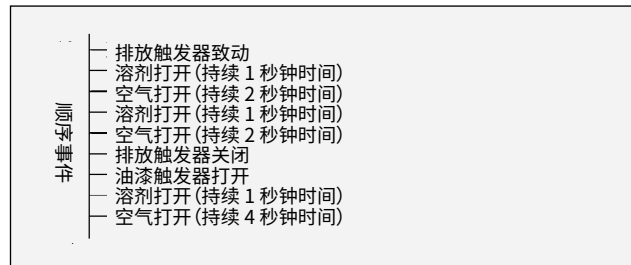 顺序事件
排放触发器致动
溶剂打开（持续 1 秒钟时间）
空气打开（持续 2 秒钟时间）
溶剂打开（持续 1 秒钟时间）
空气打开（持续 2 秒钟时间）
排放触发器关闭
油漆触发器打开
溶剂打开（持续 1 秒钟时间）
空气打开（持续 4 秒钟时间）